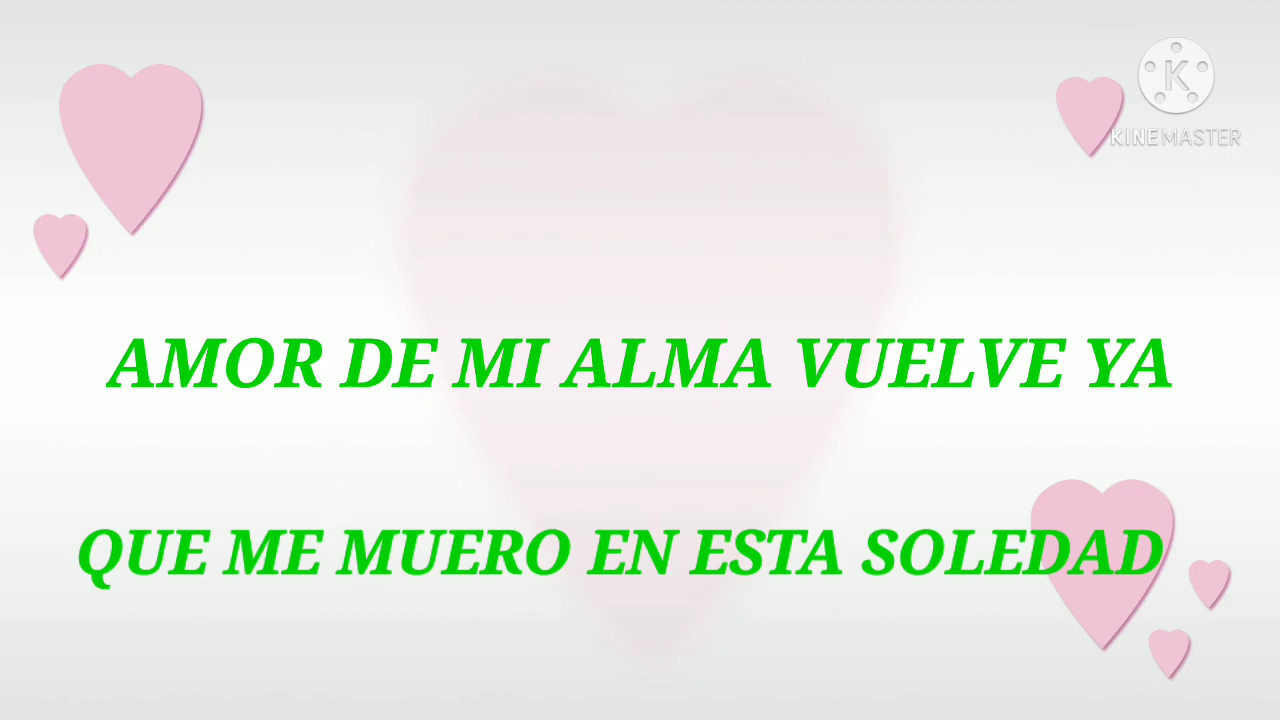 K
KINEMASTER
AMOR DE MI ALMA VUELVE YA
QUE ME MUERO EN ESTA SOLEDAD